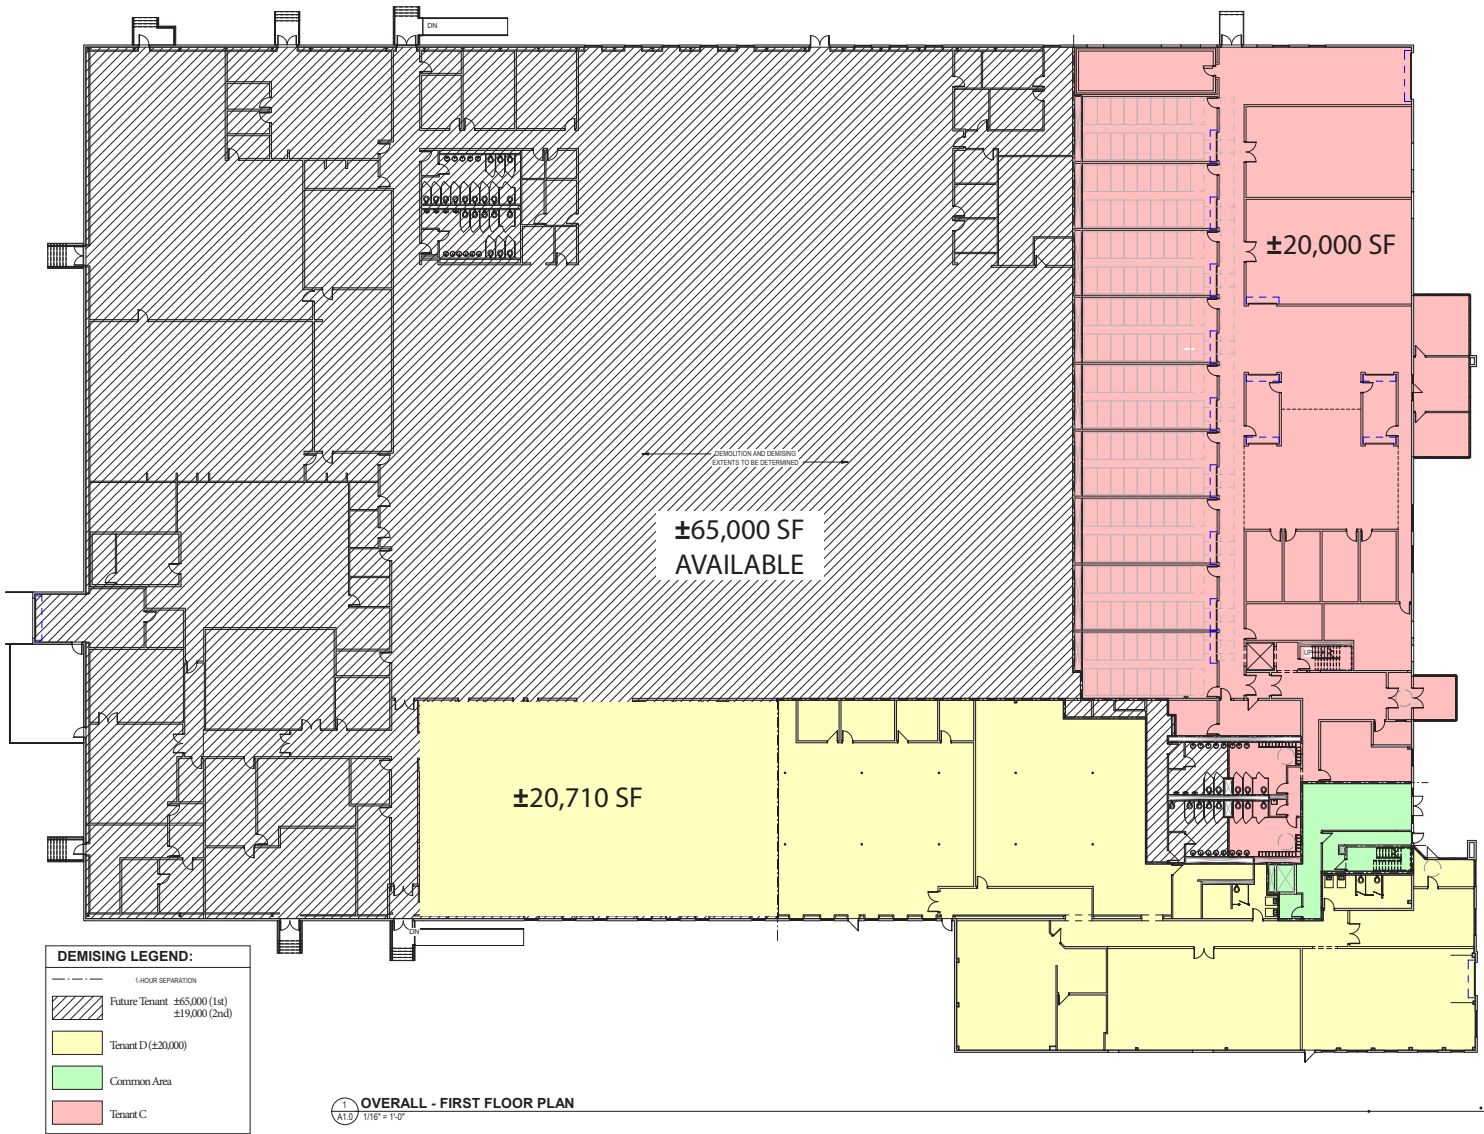 DN
±20,000 SF
DEMOLITION AND DEMISING
EXTENTS TO BE DETERMINED
±65,000 SF
AVAILABLE
UP
±20,710 SF
DN
DEMISING LEGEND:
1-HOUR SEPARATION
Future Tenant ±65,000 (1st)
±19,000 (2nd)
Tenant D (±20,000)
Common Area
Tenant C
1
A1.0
OVERALL - FIRST FLOOR PLAN
1/16" = 1'-0"